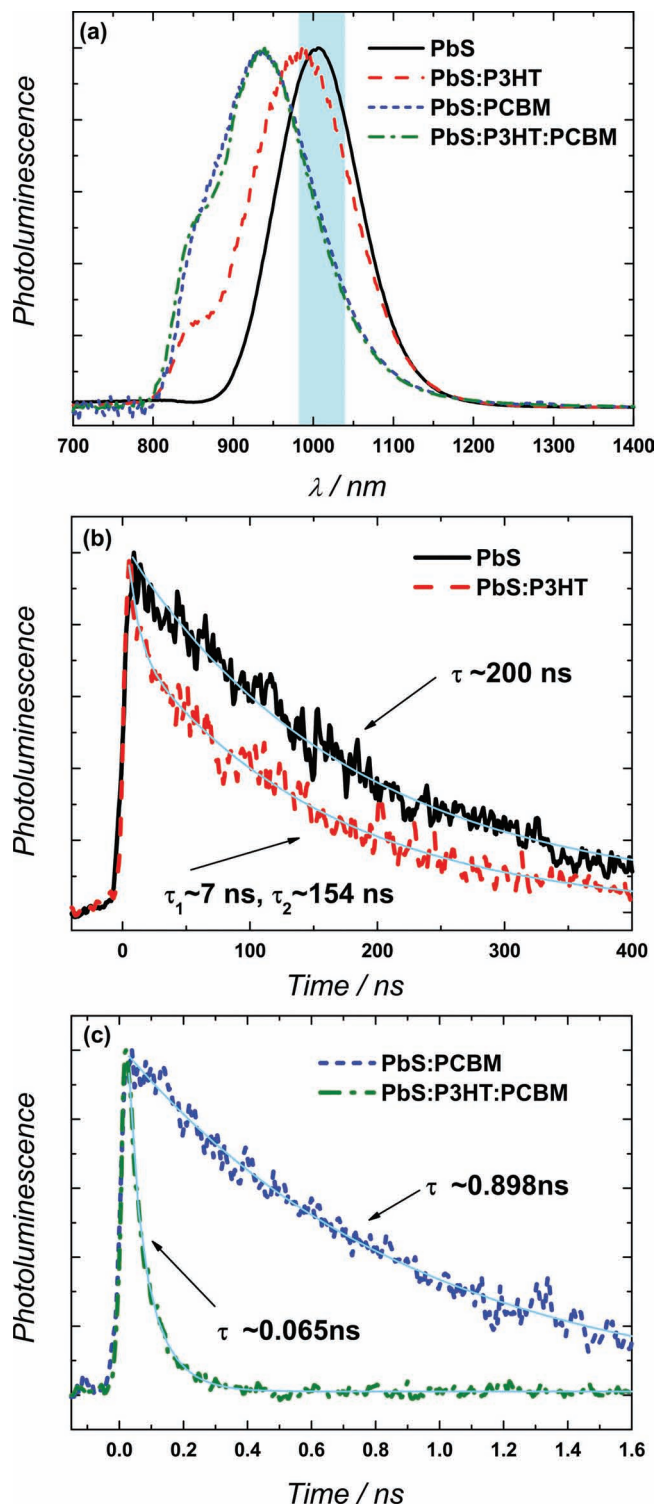 (a)
PbS
PbS:P3HT
PbS:PCBM
PbS:P3HT:PCBM
Photoluminescence
700 800 900 1000 1100 1200 1300 1400
λ / nm
(b)
PbS
PbS:P3HT
τ ~200 ns
τ1~7 ns, τ2~154 ns
Photoluminescence
0 100 200 300 400
Time / ns
(c)
PbS:PCBM
PbS:P3HT:PCBM
τ ~0.898ns
τ ~0.065ns
Photoluminescence
0.0 0.2 0.4 0.6 0.8 1.0 1.2 1.4 1.6
Time / ns